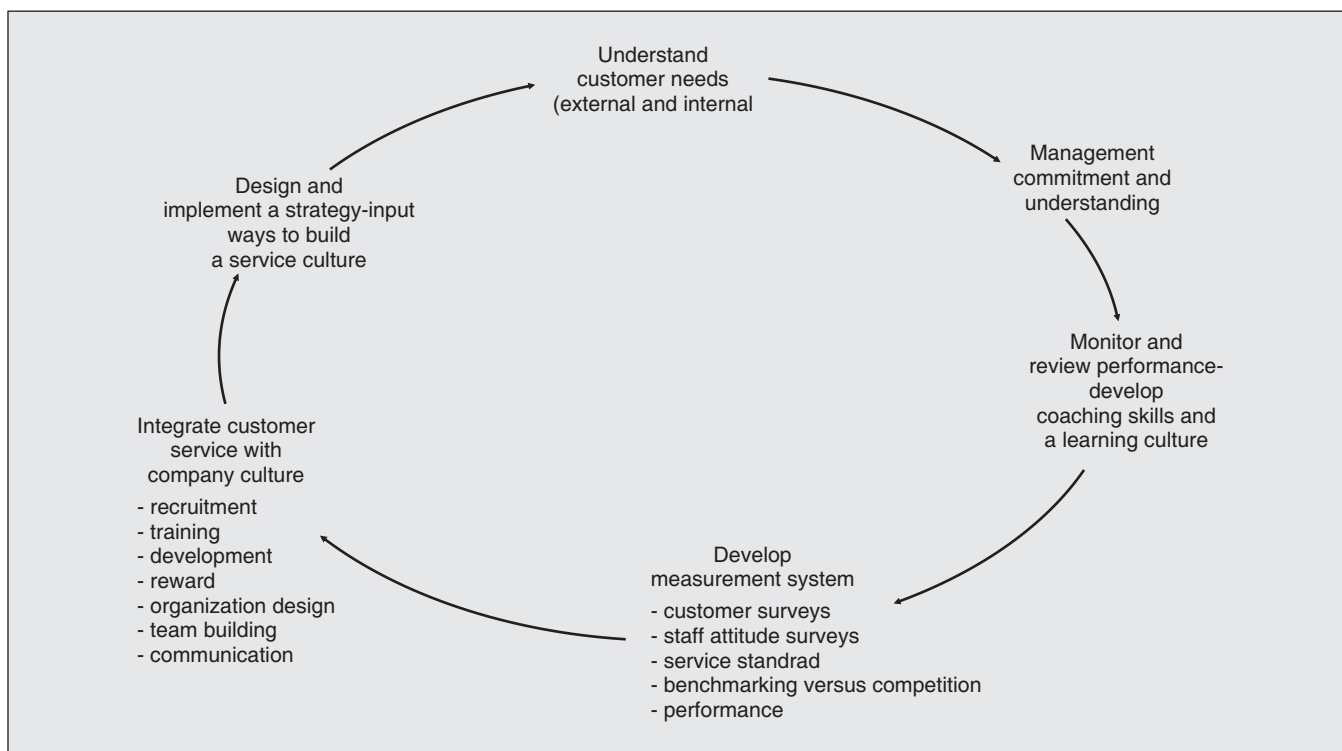 Understand
customer needs
(external and internal
Management
commitment and
understanding
Monitor and
review performance-
develop
coaching skills and
a learning culture
Develop
measurement system
- customer surveys
- staff attitude surveys
- service standrad
- benchmarking versus competition
- performance
Integrate customer
service with
company culture
- recruitment
- training
- development
- reward
- organization design
- team building
- communication
Design and
implement a strategy-input
ways to build
a service culture